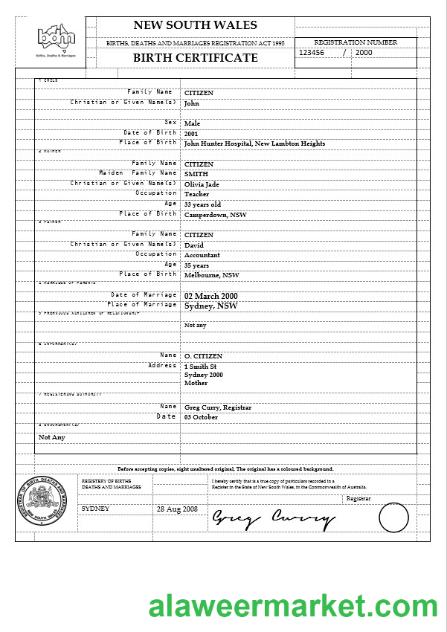 NEW SOUTH WALES
BIRTHS, DEATHS AND MARRIAGES REGISTRATION ACT 1995
BIRTH CERTIFICATE
REGISTRATION NUMBER
123456 / 2000
bdm
Births, Deaths & Marriages
1 CHILD
Family Name CITIZEN
Christian or Given Name(s) John
Sex Male
Date of Birth 2001
Place of Birth John Hunter Hospital, New Lambton Heights
2 MOTHER
Family Name CITIZEN
Maiden Family Name SMITH
Christian or Given Name(s) Olivia Jade
Occupation Teacher
Age 33 years old
Place of Birth Camperdown, NSW
3 FATHER
Family Name CITIZEN
Christian or Given Name(s) David
Occupation Accountant
Age 35 years
Place of Birth Melbourne, NSW
4 MARRIAGE OF PARENTS
Date of Marriage 02 March 2000
Place of Marriage Sydney, NSW
5 PREVIOUS CHILDREN OF RELATIONSHIP
Not any
6 INFORMANT(S)
Name O. CITIZEN
Address 1 Smith St
Sydney 2000
Mother
7 REGISTERING AUTHORITY
Name Greg Curry, Registrar
Date 03 October
8 ENDORSEMENT(S)
Not Any
Before accepting copies, sight unaltered original. The original has a coloured background.
REGISTERY OF BIRTHS
DEATHS AND MARRIAGES
I hereby certify that is a true copy of particulars recorded to a
Register in the State of New South Wales, in the Commonwealth of Australia.
Registrar
SYDNEY 28 Aug 2008
Greg Curry
alaweermarket.com